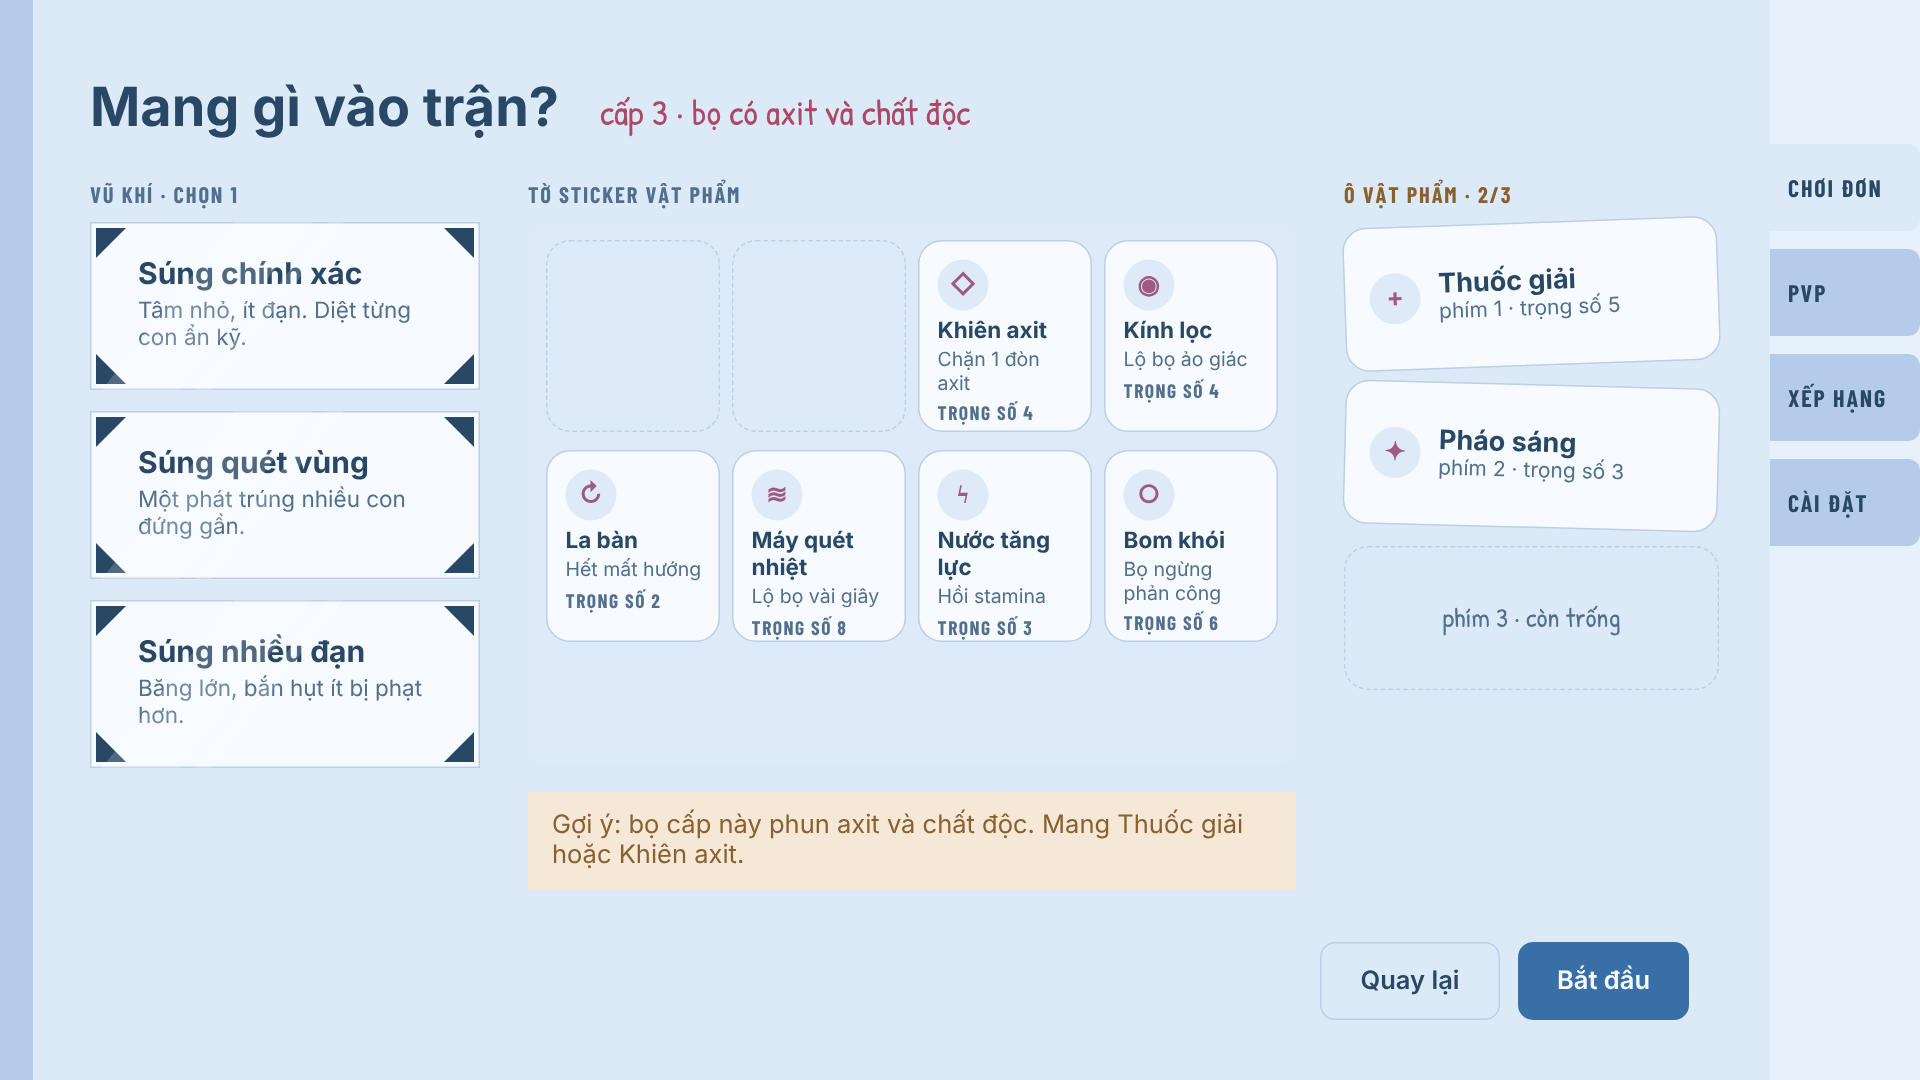 Mang gì vào trận?
cấp 3 · bọ có axit và chất độc
VŨ KHÍ · CHỌN 1
Súng chính xác
Tâm nhỏ, ít đạn. Diệt từng
con ẩn kỹ.
Súng quét vùng
Một phát trúng nhiều con
đứng gần.
Súng nhiều đạn
Băng lớn, bắn hụt ít bị phạt
hơn.
TỜ STICKER VẬT PHẨM
Khiên axit
Chặn 1 đòn
axit
TRỌNG SỐ 4
Kính lọc
Lộ bọ ảo giác
TRỌNG SỐ 4
La bàn
Hết mất hướng
TRỌNG SỐ 2
Máy quét
nhiệt
Lộ bọ vài giây
TRỌNG SỐ 8
Nước tăng
lực
Hồi stamina
TRỌNG SỐ 3
Bom khói
Bọ ngừng
phản công
TRỌNG SỐ 6
Gợi ý: bọ cấp này phun axit và chất độc. Mang Thuốc giải
hoặc Khiên axit.
Ô VẬT PHẨM · 2/3
Thuốc giải
phím 1 · trọng số 5
Pháo sáng
phím 2 · trọng số 3
phím 3 · còn trống
Quay lại
Bắt đầu
CHƠI ĐƠN
PVP
XẾP HẠNG
CÀI ĐẶT